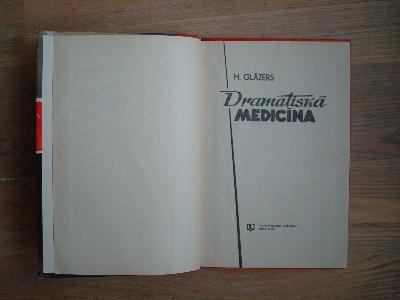 H. GLĀZERS
Dramatiskā
MEDICĪNA